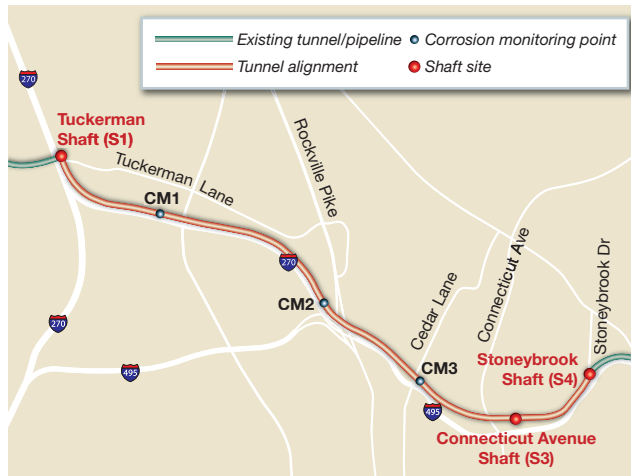 Existing tunnel/pipeline
Corrosion monitoring point
Tunnel alignment
Shaft site
270
Tuckerman
Shaft (S1)
Tuckerman Lane
Rockville Pike
CM1
270
Connecticut Ave
Cedar Lane
Stoneybrook Dr
CM2
270
495
CM3
Stoneybrook
Shaft (S4)
495
Connecticut Avenue
Shaft (S3)